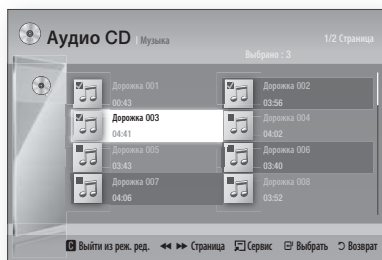 Аудио CD | Музыка
1/2 Страница
Выбрано : 3
Дорожка 001
00:43
Дорожка 002
03:56
Дорожка 003
04:41
Дорожка 004
04:02
Дорожка 005
03:43
Дорожка 006
03:40
Дорожка 007
04:06
Дорожка 008
03:52
C Выйти из реж. ред. ◄◄ ►► Страница Сервис Выбрать Возврат